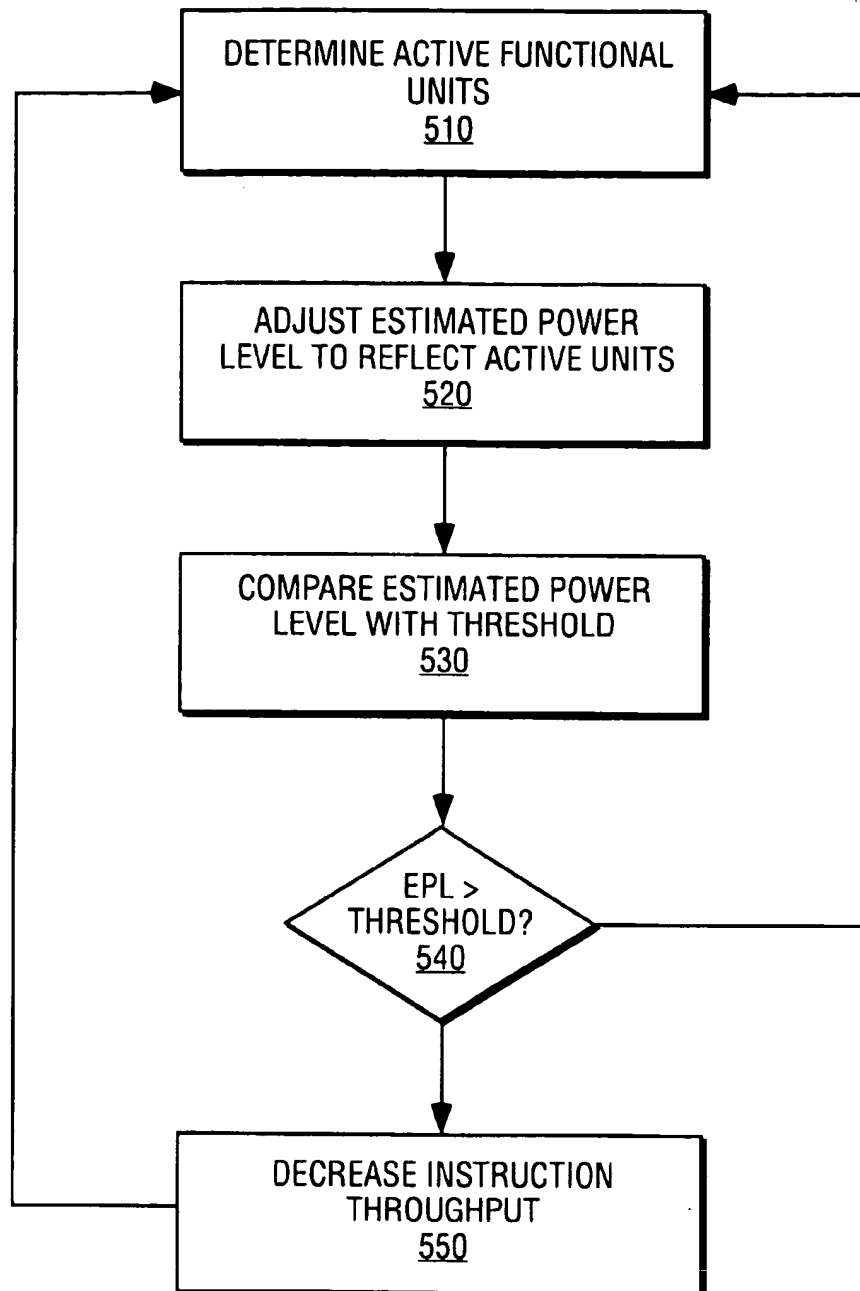 DETERMINE ACTIVE FUNCTIONAL
UNITS
510
ADJUST ESTIMATED POWER
LEVEL TO REFLECT ACTIVE UNITS
520
COMPARE ESTIMATED POWER
LEVEL WITH THRESHOLD
530
EPL >
THRESHOLD?
540
DECREASE INSTRUCTION
THROUGHPUT
550